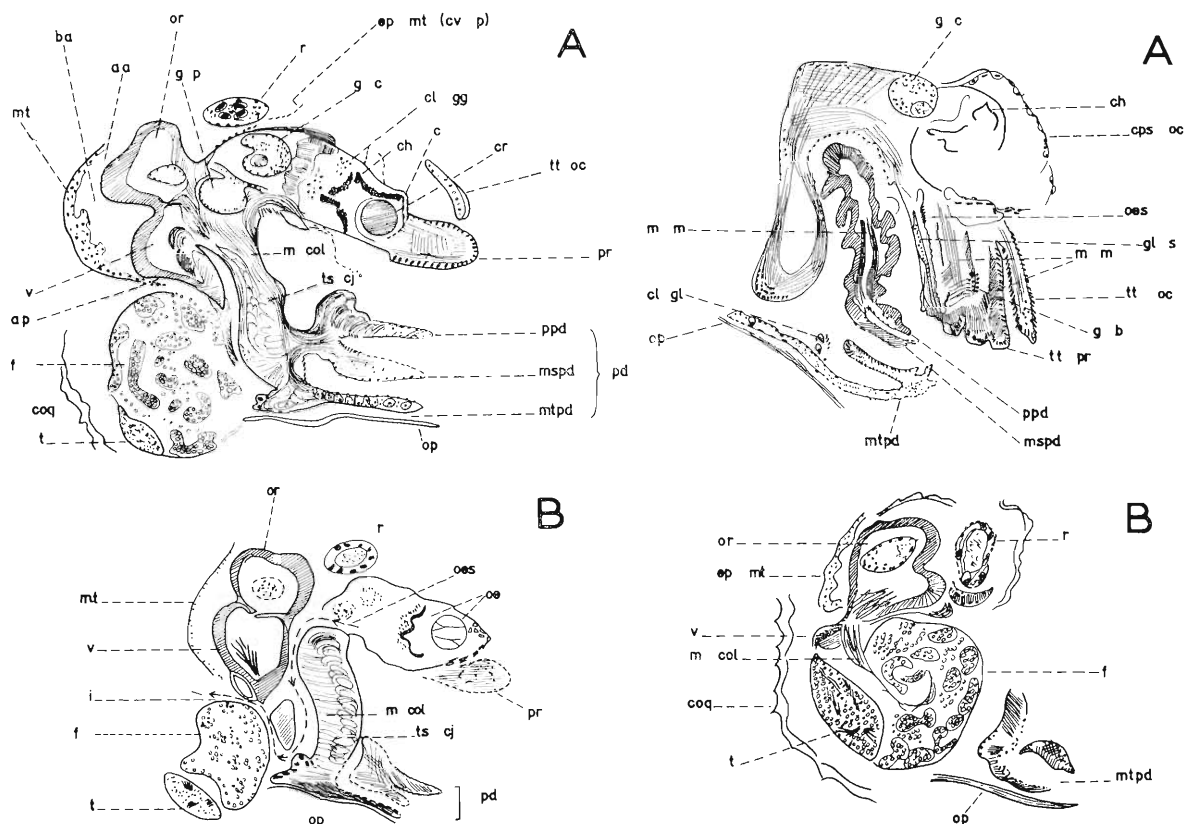 A
or
ba
aa
g p
mt
r
ep mt (cv p)
g c
cl gg
ch
c
cr
tt oc
pr
m col
ts cj
v
ap
f
coq
t
ppd
mspd
mtpd
pd
op
A
g c
ch
cps oc
oes
gl s
m m
m m
tt oc
g b
tt pr
cl gl
cp
ppd
mspd
mtpd
B
or
r
oes
oe
mt
v
i
f
m col
ts cj
pr
t
pd
op
B
or
r
ep mt
v
m col
f
coq
t
mtpd
op